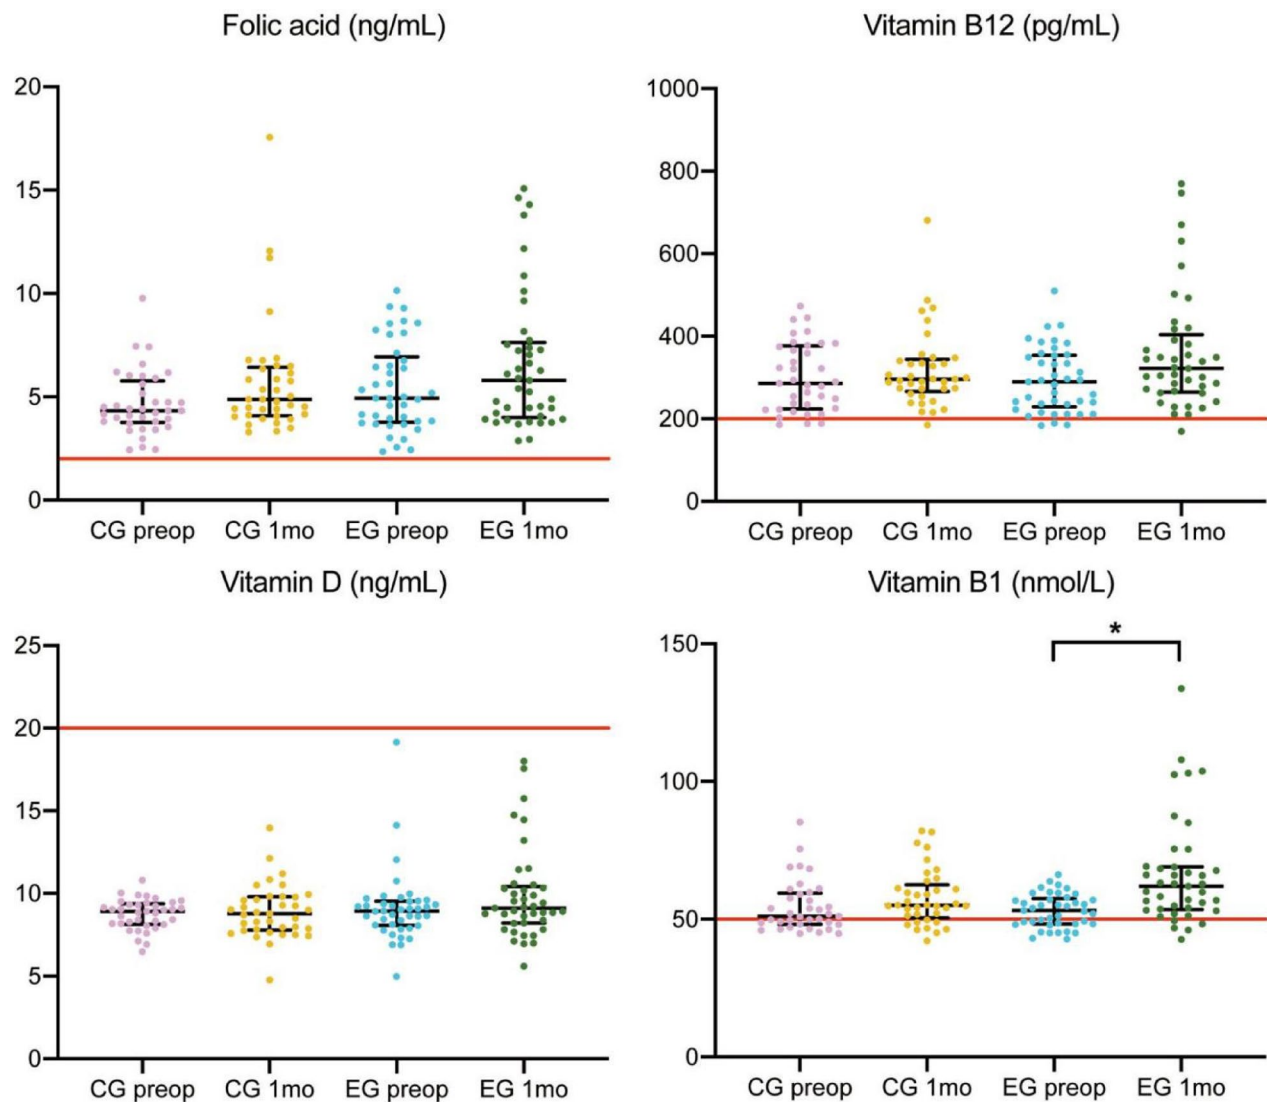 Folic acid (ng/mL)
20
15
10
5
0
CG preop CG 1mo EG preop EG 1mo
Vitamin B12 (pg/mL)
1000
800
600
400
200
0
CG preop CG 1mo EG preop EG 1mo
Vitamin D (ng/mL)
25
20
15
10
5
0
CG preop CG 1mo EG preop EG 1mo
Vitamin B1 (nmol/L)
*
150
100
50
0
CG preop CG 1mo EG preop EG 1mo